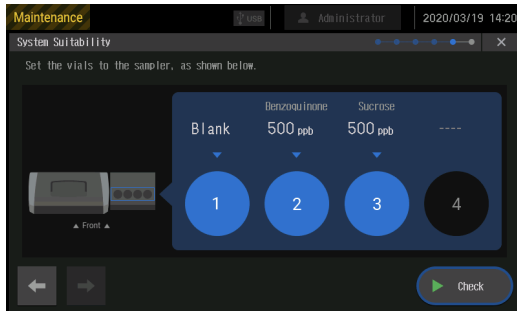 Maintenance
USB
Administrator
2020/03/19 14:20
System Suitability
Set the vials to the sampler, as shown below.
Benzoquinone Sucrose
Blank 500 ppb 500 ppb ----
1 2 3 4
▲ Front ▲
Check